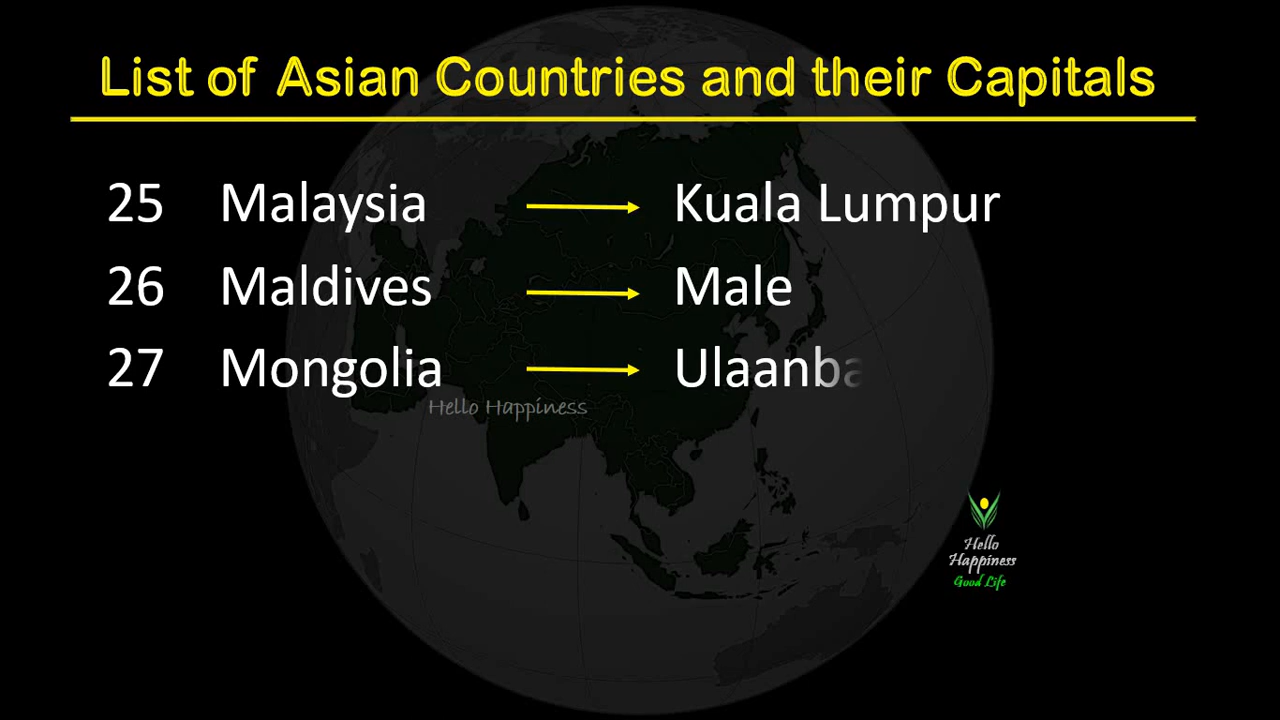 List of Asian Countries and their Capitals
25 Malaysia Kuala Lumpur
26 Maldives Male
27 Mongolia Ulaanba
Hello Happiness
Hello
Happiness
Good Life